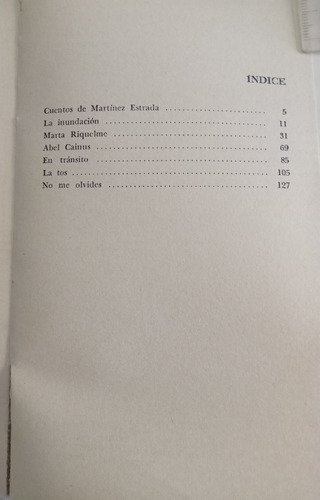 ÍNDICE
Cuentos de Martínez Estrada ........................ 5
La inundación ........................ 11
Marta Riquelme ........................ 31
Abel Cainus ........................ 69
En tránsito ........................ 85
La tos ........................ 105
No me olvides ........................ 127